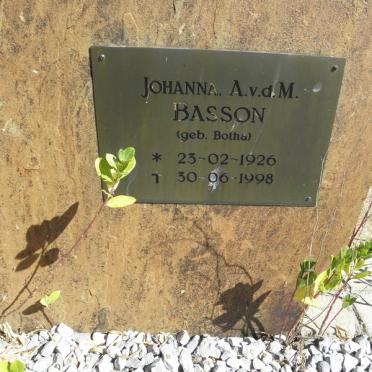 Johanna. A.v.d.M.
BASSON
(geb. Botha)
* 23-02-1926
† 30-06-1998